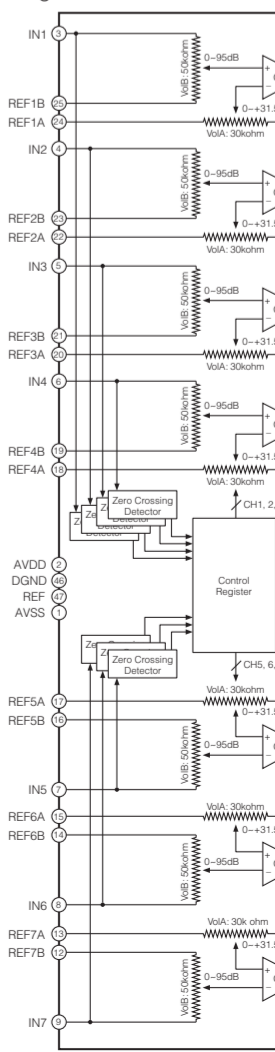 IN1 3
VolB: 50kohm
0~95dB
+
−
REF1B 25
0~+31.5
REF1A 24
VolA: 30kohm
IN2 4
VolB: 50kohm
0~95dB
+
−
REF2B 23
0~+31.5
REF2A 22
VolA: 30kohm
IN3 5
VolB: 50kohm
0~95dB
+
−
REF3B 21
0~+31.5
REF3A 20
VolA: 30kohm
IN4 6
VolB: 50kohm
0~95dB
+
−
REF4B 19
0~+31.5
REF4A 18
VolA: 30kohm
CH1, 2,
Zero Crossing
Detector
AVDD 2
DGND 46
REF 47
AVSS 1
Control
Register
Zero Crossing
Detector
CH5, 6,
VolA: 30kohm
REF5A 17
0~+31.5
REF5B 16
VolB: 50kohm
0~95dB
+
−
IN5 7
VolA: 30kohm
REF6A 15
0~+31.5
REF6B 14
VolB: 50kohm
0~95dB
+
−
IN6 8
VolA: 30k ohm
REF7A 13
0~+31.5
REF7B 12
VolB: 50kohm
0~95dB
+
−
IN7 9